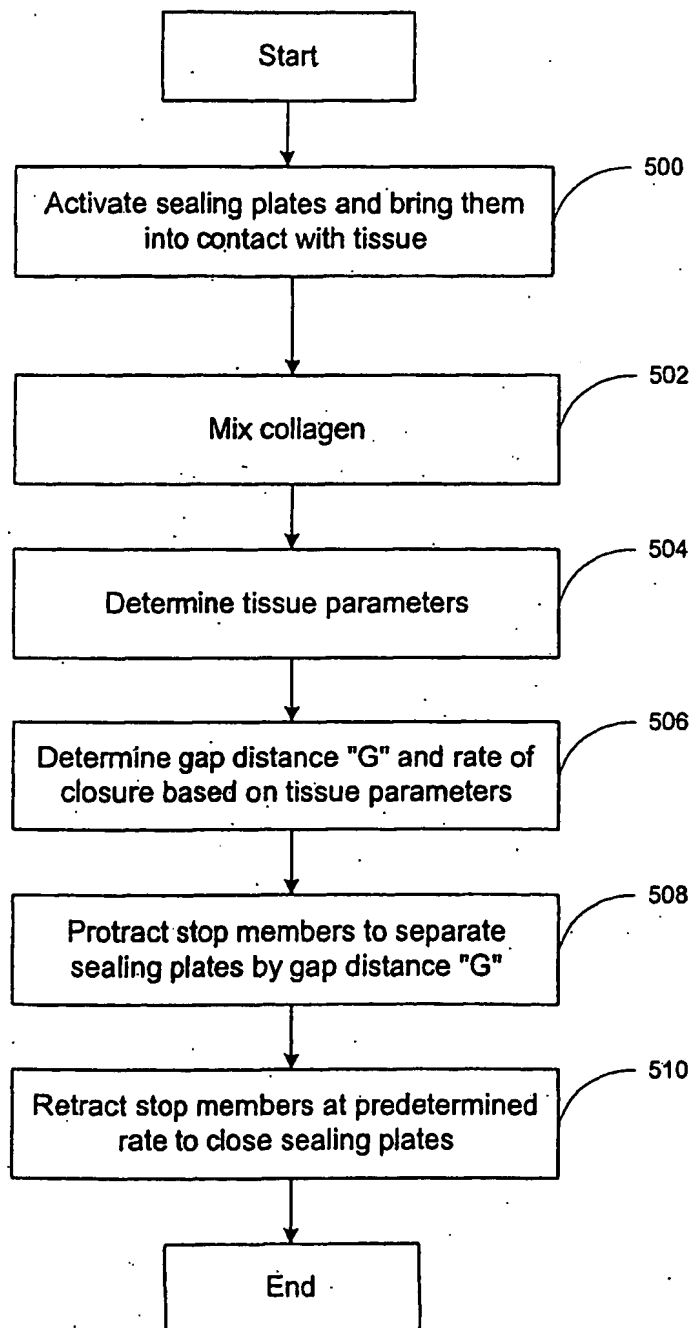 Start
500
Activate sealing plates and bring them
into contact with tissue
502
Mix collagen
504
Determine tissue parameters
506
Determine gap distance "G" and rate of
closure based on tissue parameters
508
Protract stop members to separate
sealing plates by gap distance "G"
510
Retract stop members at predetermined
rate to close sealing plates
End